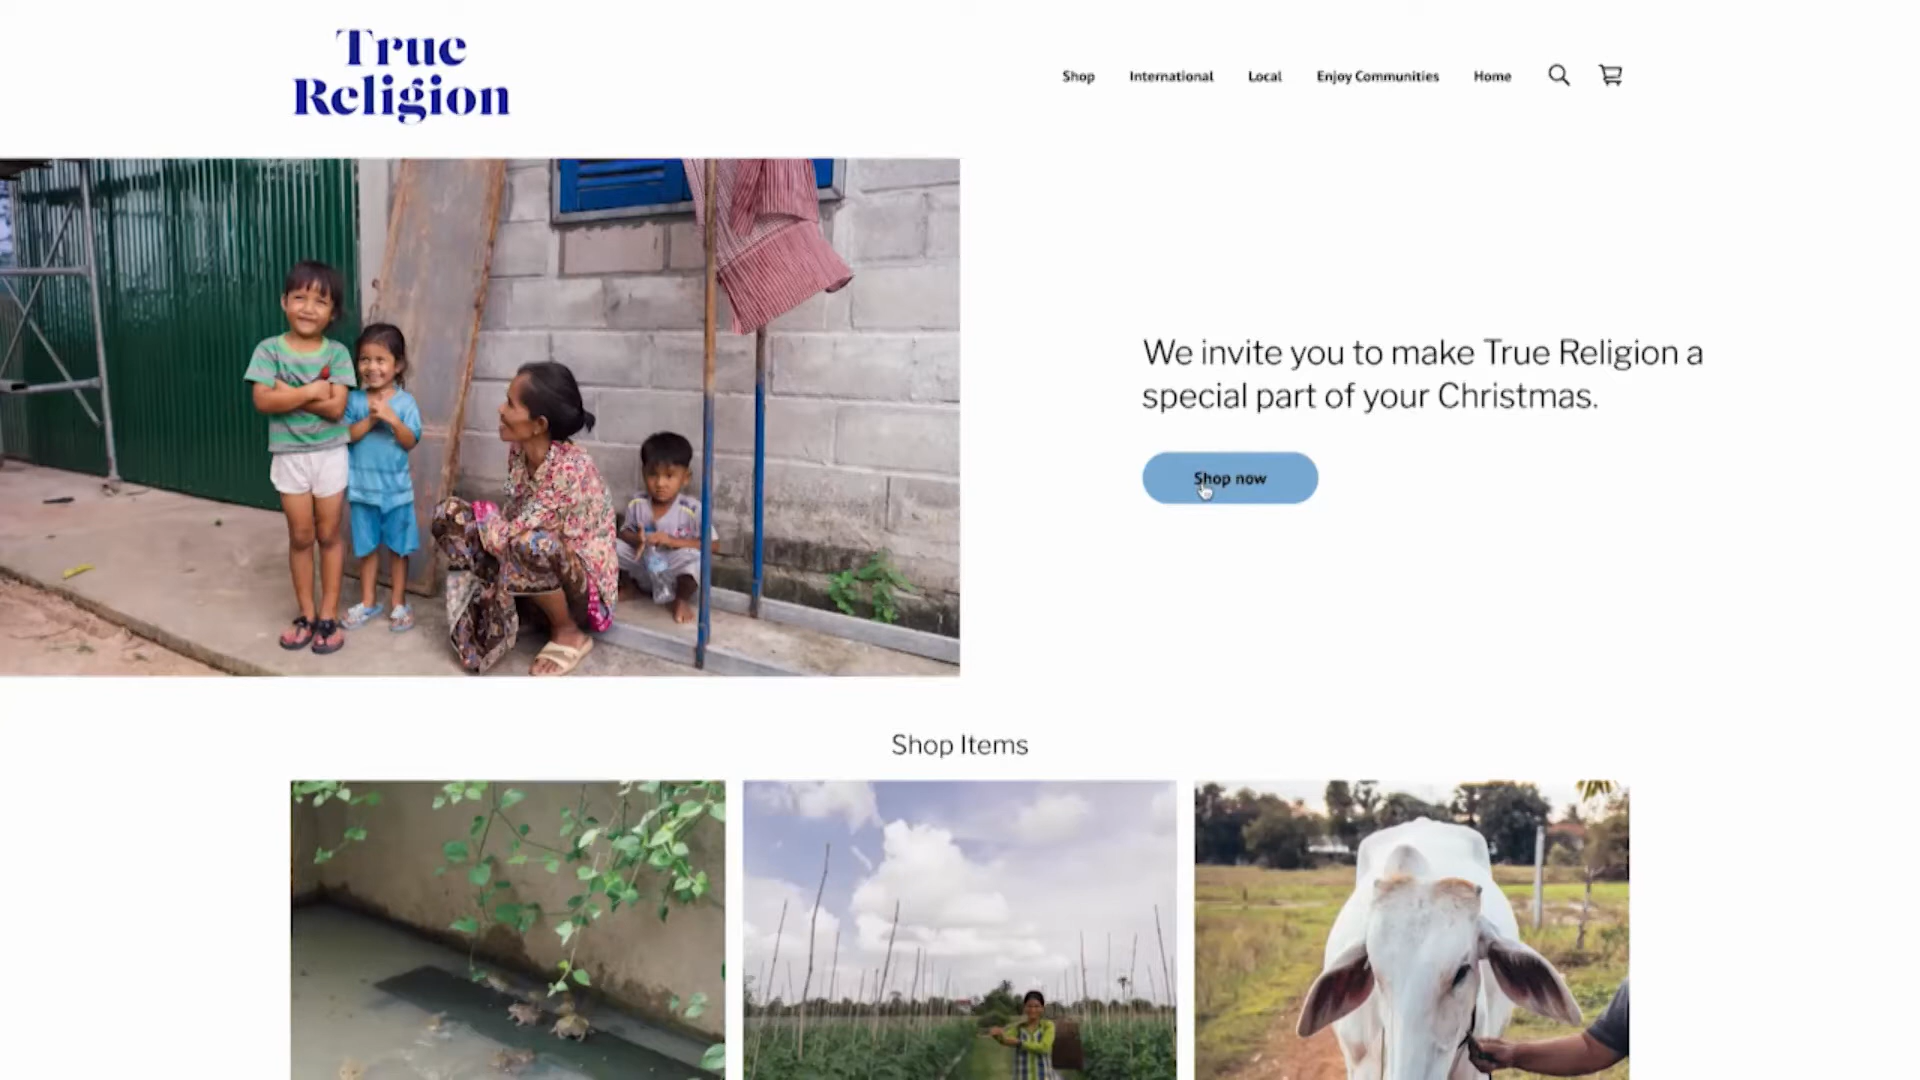 True
Religion
Shop International Local Enjoy Communities Home
We invite you to make True Religion a
special part of your Christmas.
Shop now
Shop Items